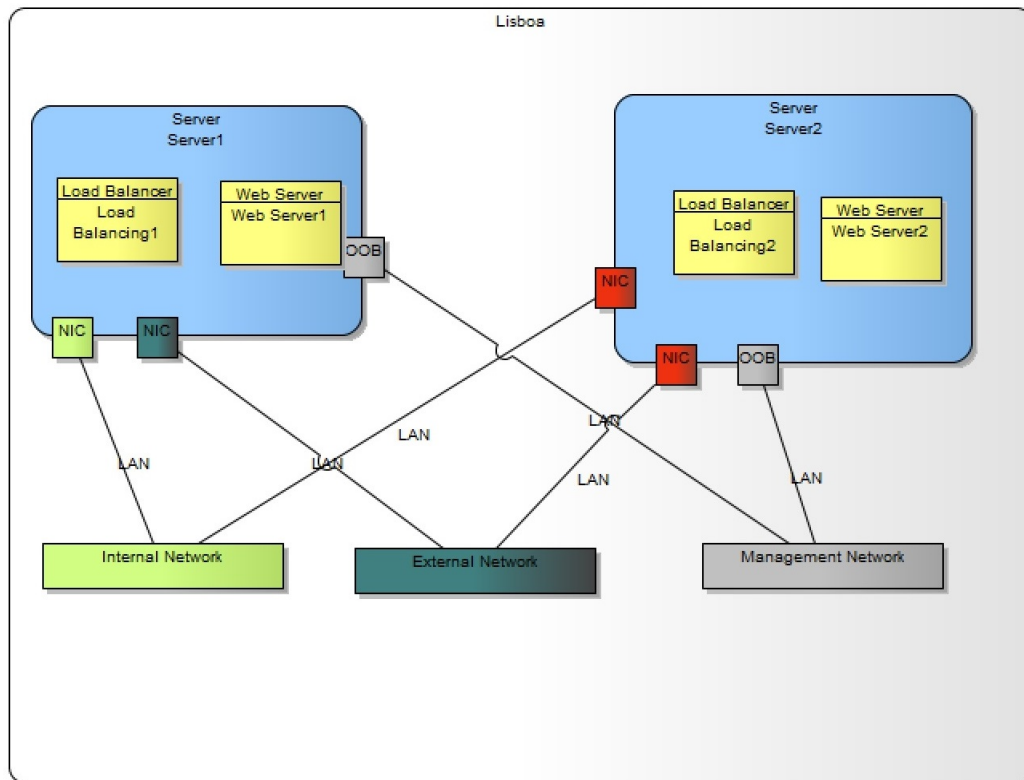 Lisboa
Server
Server1
Load Balancer
Load
Balancing1
Web Server
Web Server1
OOB
NIC
NIC
Server
Server2
Load Balancer
Load
Balancing2
Web Server
Web Server2
NIC
NIC
OOB
LAN
LAN
LAN
LAN
LAN
LAN
Internal Network
External Network
Management Network